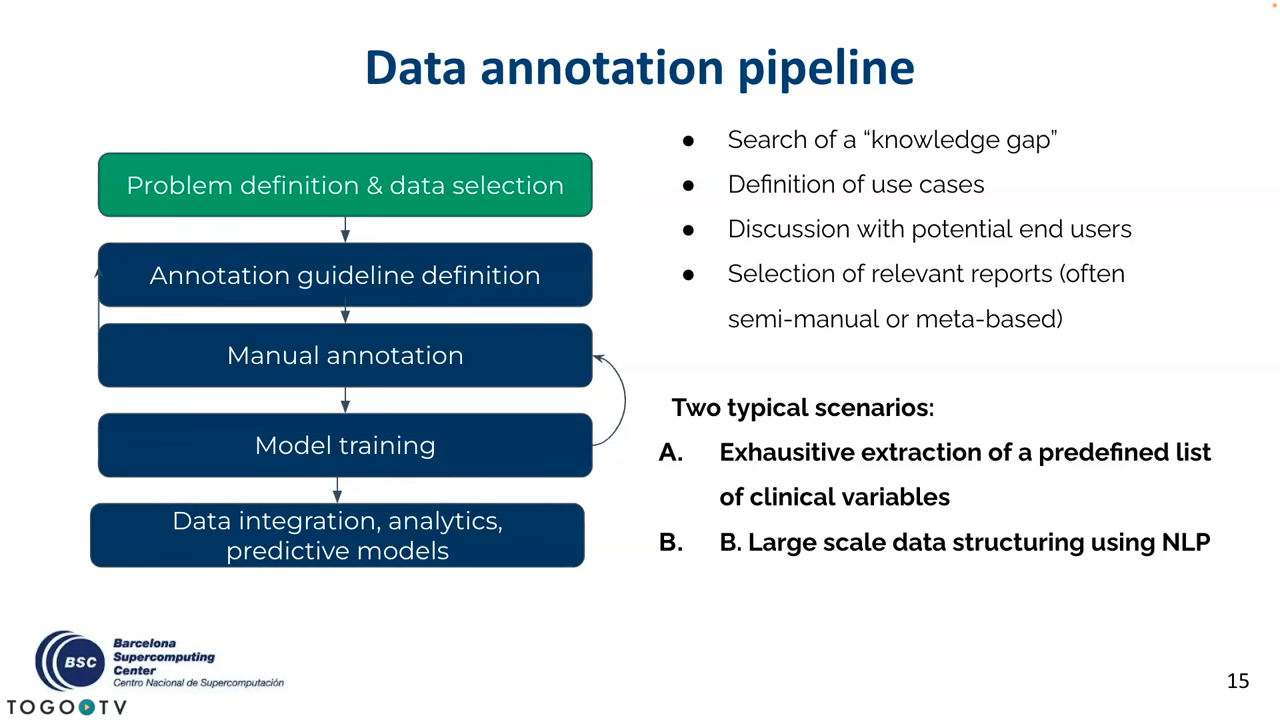 Data annotation pipeline
Problem definition & data selection
Annotation guideline definition
Manual annotation
Model training
Data integration, analytics,
predictive models
● Search of a “knowledge gap”
● Definition of use cases
● Discussion with potential end users
● Selection of relevant reports (often
semi-manual or meta-based)
Two typical scenarios:
A. Exhausitive extraction of a predefined list
of clinical variables
B. B. Large scale data structuring using NLP
BSC
Barcelona
Supercomputing
Center
Centro Nacional de Supercomputación
TOGO TV
15